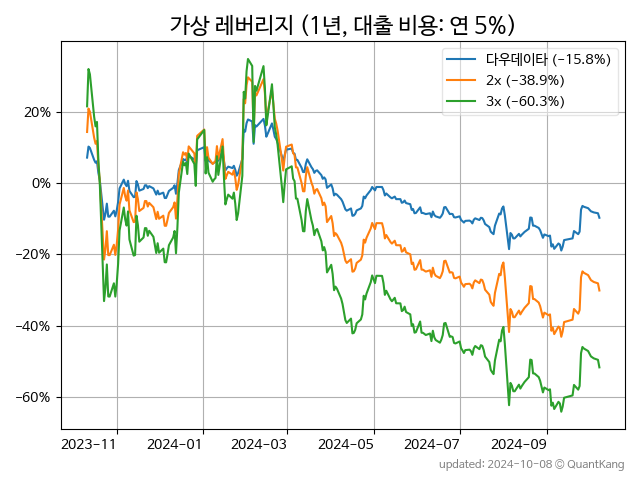 가상 레버리지 (1년, 대출 비용: 연 5%)
다우데이타 (-15.8%)
2x (-38.9%)
3x (-60.3%)
20%
0%
-20%
-40%
-60%
2023-11 2024-01 2024-03 2024-05 2024-07 2024-09
updated: 2024-10-08 © QuantKang